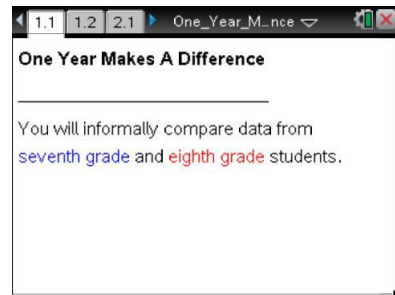 1.1 1.2 2.1 One_Year_M...nce
One Year Makes A Difference
You will informally compare data from
seventh grade and eighth grade students.